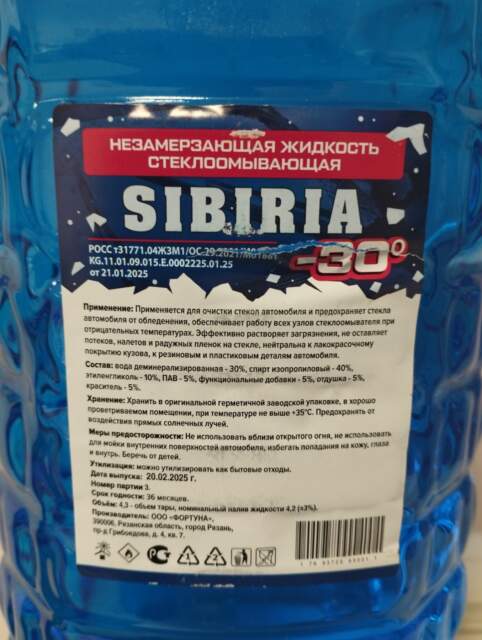 НЕЗАМЕРЗАЮЩАЯ ЖИДКОСТЬ
СТЕКЛООМЫВАЮЩАЯ
SIBIRIA
РОСС т31771.04ЖЗМ1/ОС
KG.11.01.09.015.E.0002225.01.25
от 21.01.2025
-30°
Применение: Применяется для очистки стекол автомобиля и предохраняет стекла
автомобиля от обледенения, обеспечивает работу всех узлов стеклоомывателя при
отрицательных температурах. Эффективно растворяет загрязнения, не оставляет
потеков, налетов и радужных пленок на стекле, нейтральна к лакокрасочному
покрытию кузова, к резиновым и пластиковым деталям автомобиля.
Состав: вода деминерализированная - 30%, спирт изопропиловый - 40%,
этиленгликоль - 10%, ПАВ - 5%, функциональные добавки - 5%, отдушка - 5%,
краситель - 5%.
Хранение: Хранить в оригинальной герметичной заводской упаковке, в хорошо
проветриваемом помещении, при температуре не выше +35°С. Предохранять от
воздействия прямых солнечных лучей.
Меры предосторожности: Не использовать вблизи открытого огня, не использовать
для мойки внутренних поверхностей автомобиля, избегать попадания на кожу, глаза
и внутрь. Беречь от детей.
Утилизация: можно утилизировать как бытовые отходы.
Дата выпуска: 20.02.2025 г.
Номер партии 3.
Срок годности: 36 месяцев.
Объём: 4,3 - объем тары, номинальный налив жидкости 4,2 (±3%).
Производитель: ООО «ФОРТУНА»,
390006, Рязанская область, город Рязань,
пр-д Грибоедова, д. 4, кв. 7.